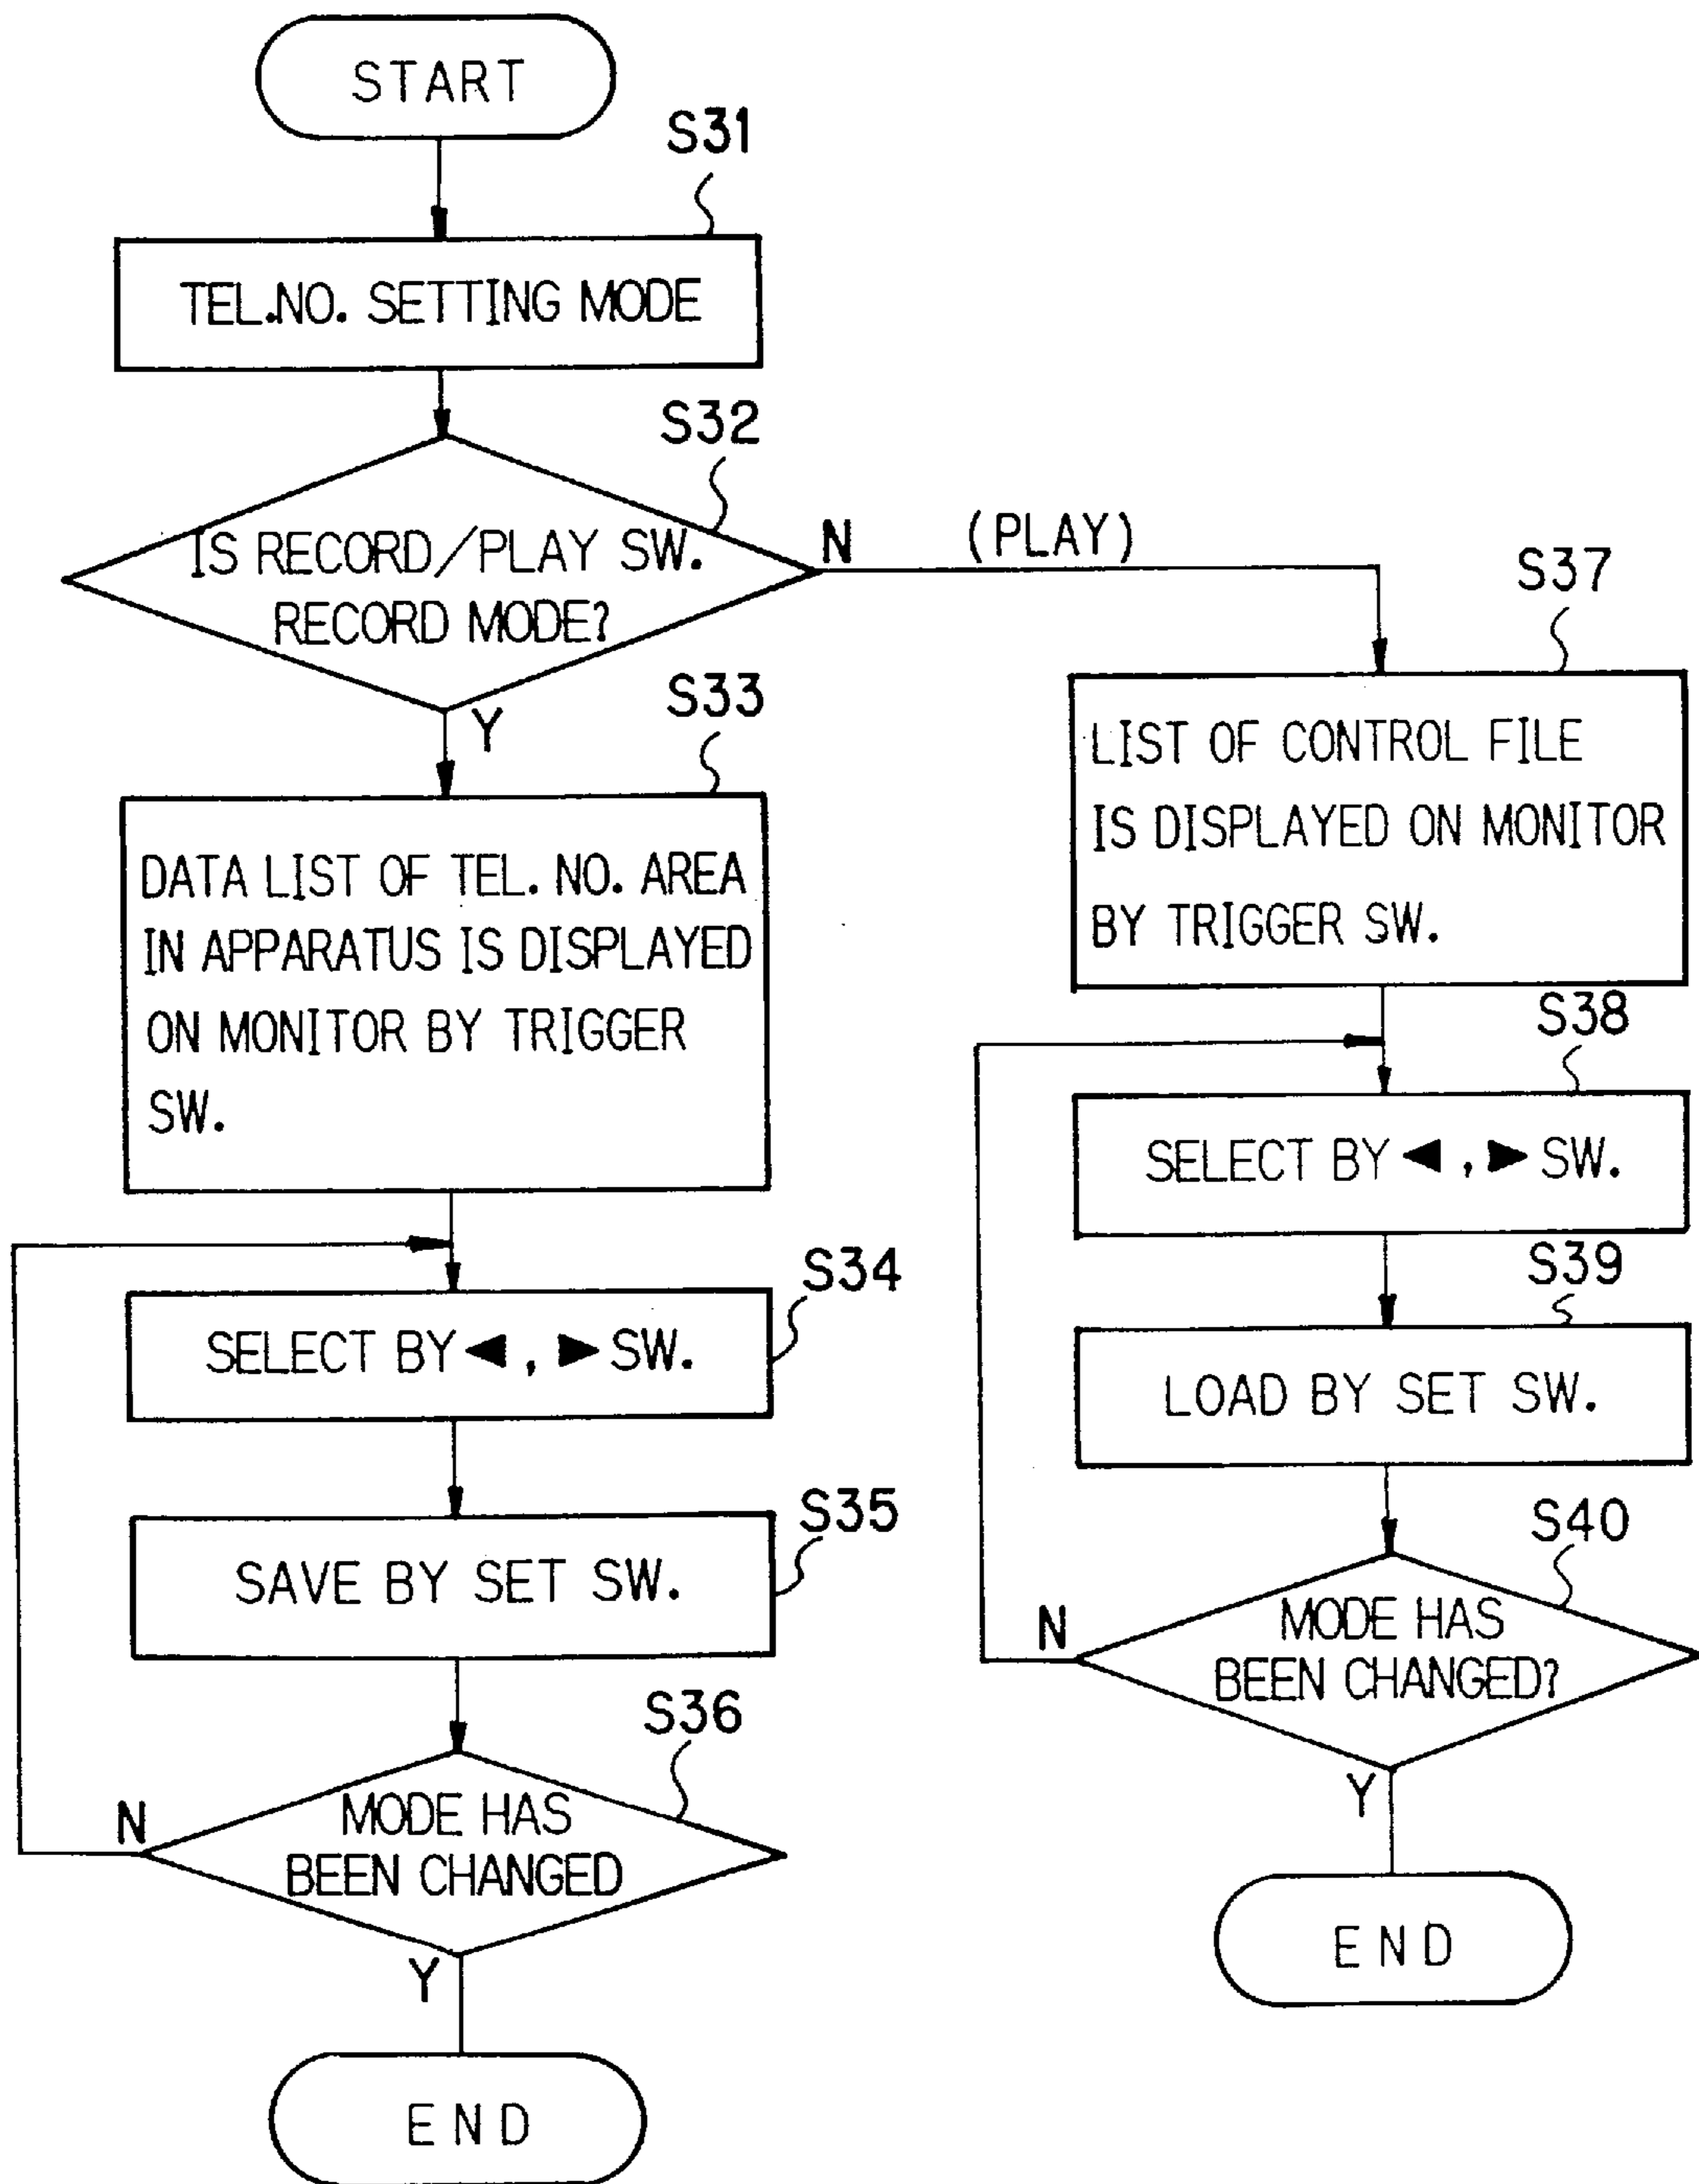 START
S31
TEL.NO. SETTING MODE
S32
IS RECORD/PLAY SW.
RECORD MODE?
N
(PLAY)
Y
S33
DATA LIST OF TEL. NO. AREA
IN APPARATUS IS DISPLAYED
ON MONITOR BY TRIGGER
SW.
S34
SELECT BY ◀ , ▶ SW.
S35
SAVE BY SET SW.
S36
MODE HAS
BEEN CHANGED
N
Y
END
S37
LIST OF CONTROL FILE
IS DISPLAYED ON MONITOR
BY TRIGGER SW.
S38
SELECT BY ◀ , ▶ SW.
S39
LOAD BY SET SW.
S40
MODE HAS
BEEN CHANGED?
N
Y
END